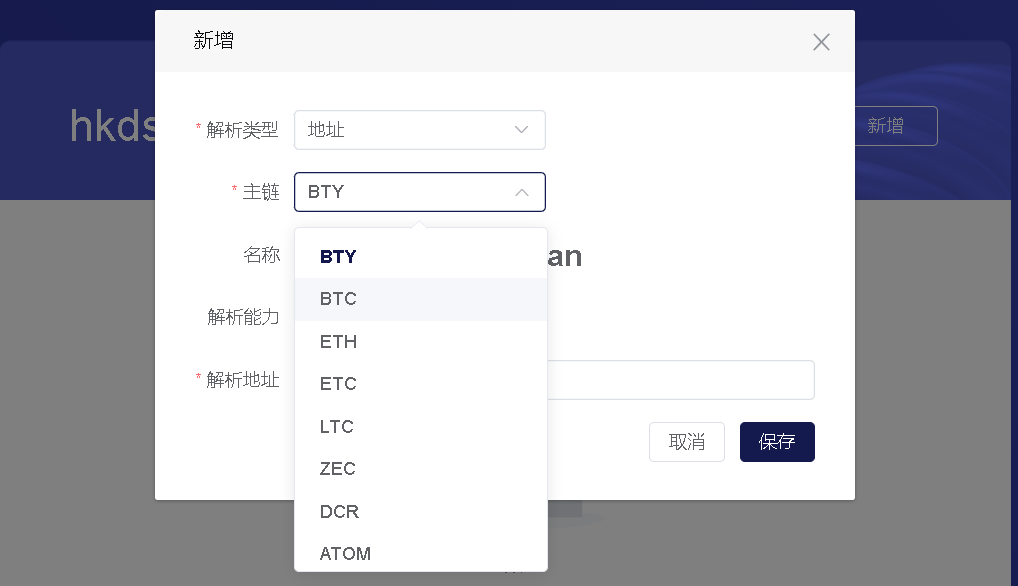 新增
hkds
新增
* 解析类型 地址
* 主链 BTY
名称 an
解析能力
* 解析地址
BTY
BTC
ETH
ETC
LTC
ZEC
DCR
ATOM
取消 保存